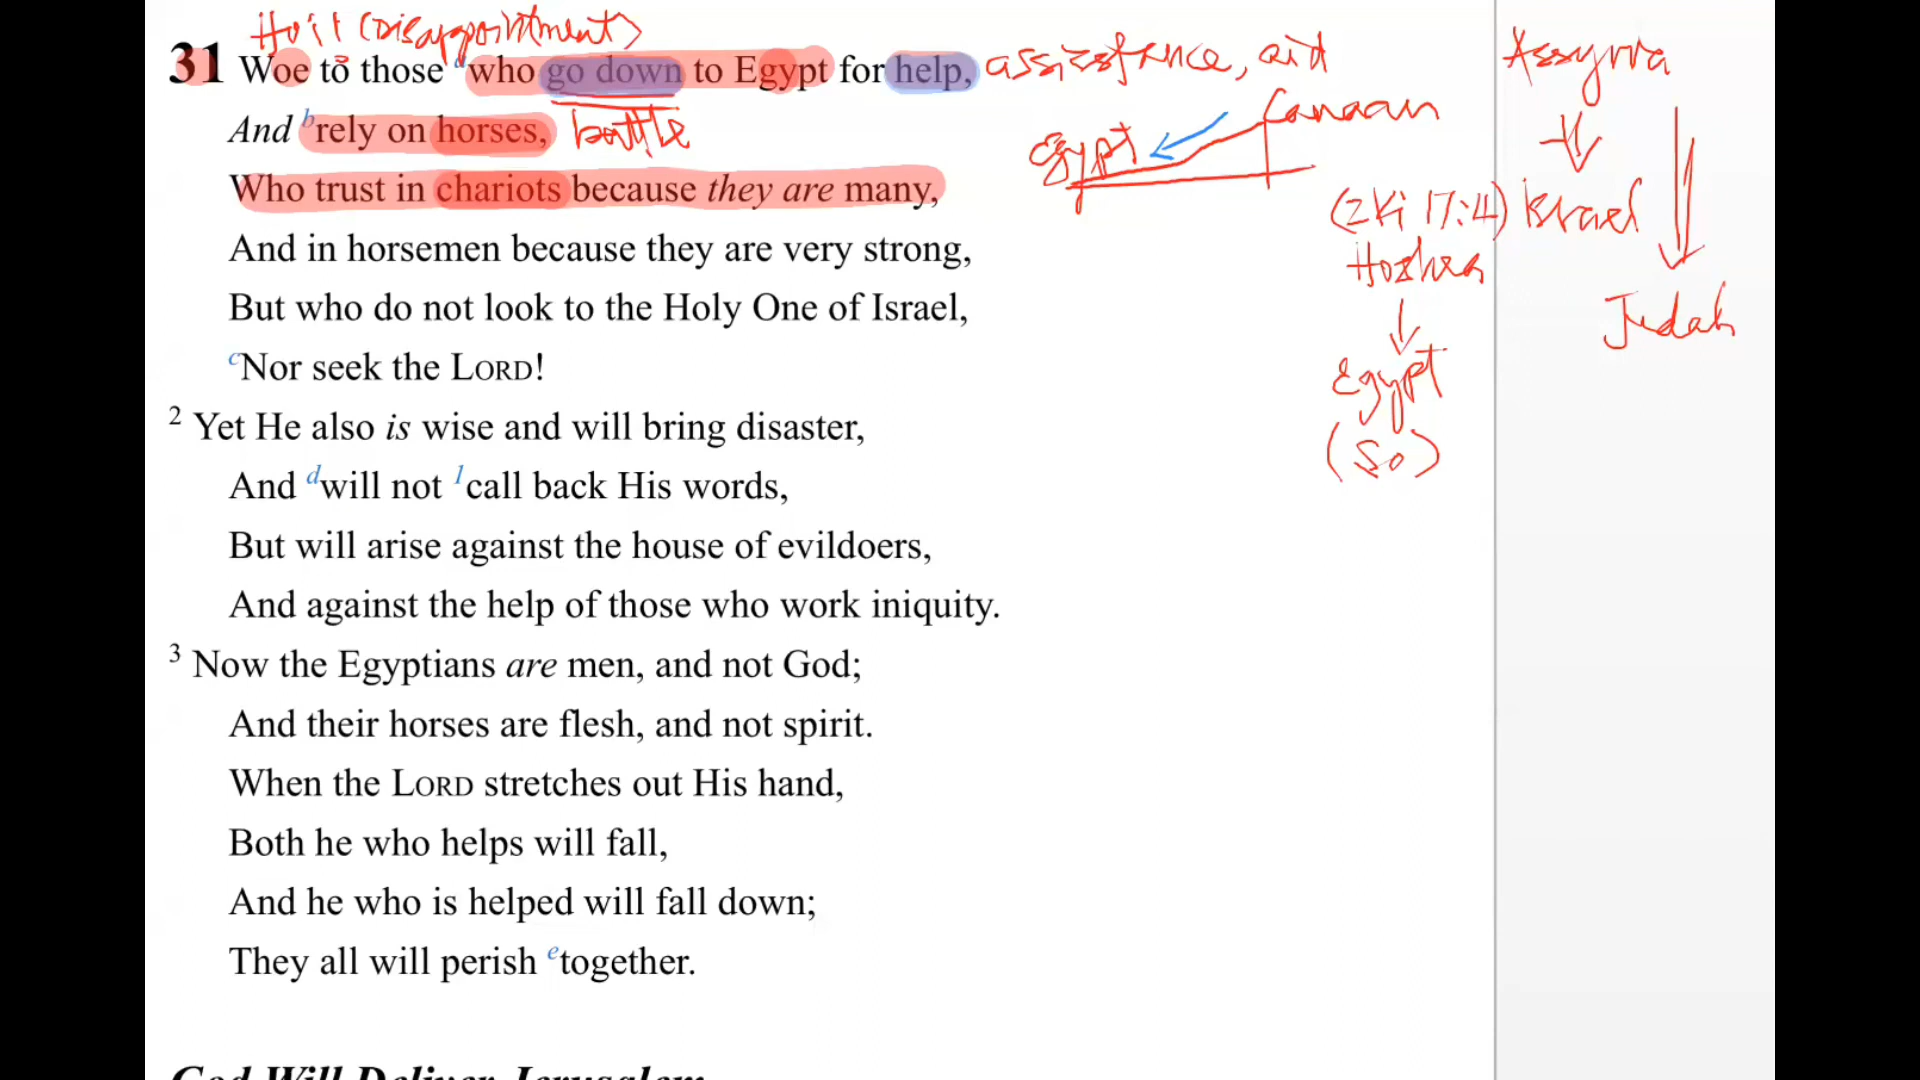 Hoi! (Disappointment)
31 Woe to those a who go down to Egypt for help, assistance, aid
And b rely on horses, battle
Who trust in chariots because they are many,
And in horsemen because they are very strong,
But who do not look to the Holy One of Israel,
c Nor seek the LORD!
2 Yet He also is wise and will bring disaster,
And d will not 1 call back His words,
But will arise against the house of evildoers,
And against the help of those who work iniquity.
3 Now the Egyptians are men, and not God;
And their horses are flesh, and not spirit.
When the LORD stretches out His hand,
Both he who helps will fall,
And he who is helped will fall down;
They all will perish e together.
God Will Deliver Jerusalem
Canaan
Egypt
Assyria
(2Ki 17:4) Israel
Hoshea
Judah
Egypt
(So)